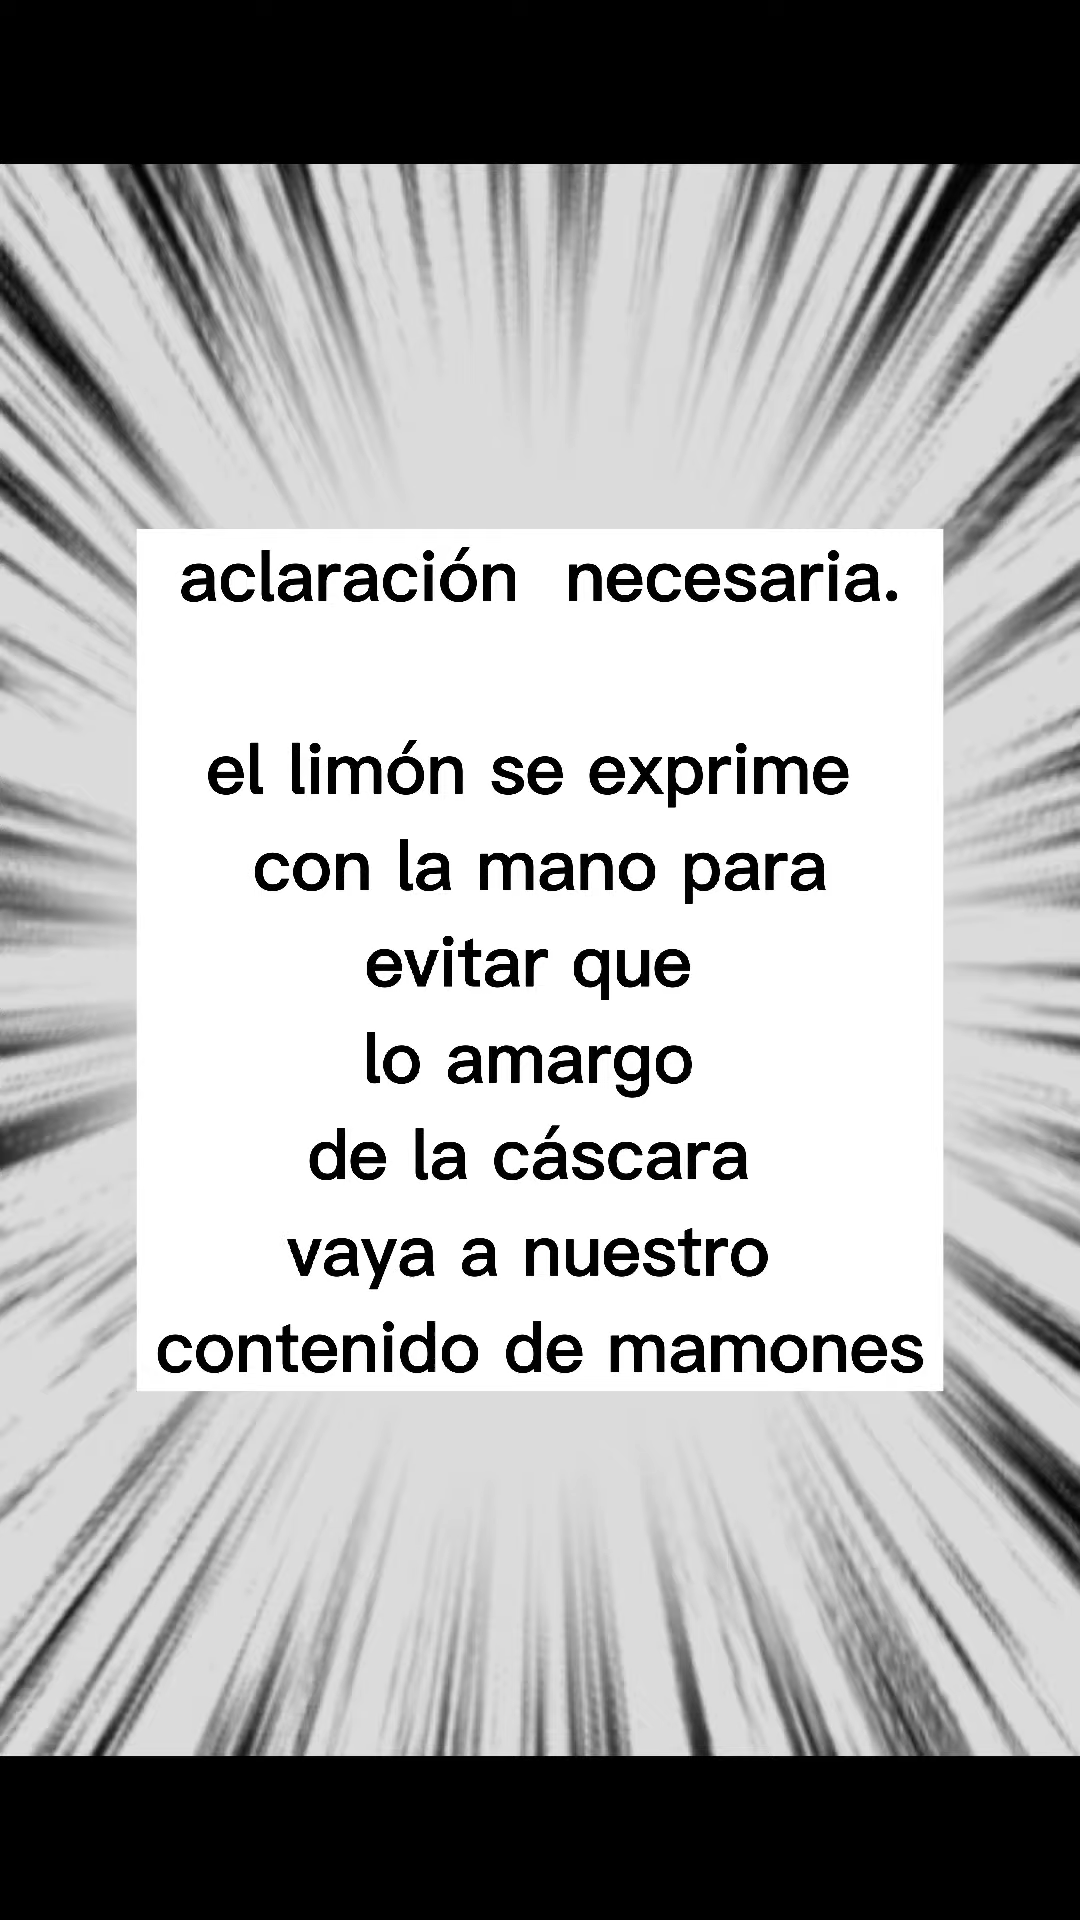 aclaración necesaria.
el limón se exprime
con la mano para
evitar que
lo amargo
de la cáscara
vaya a nuestro
contenido de mamones